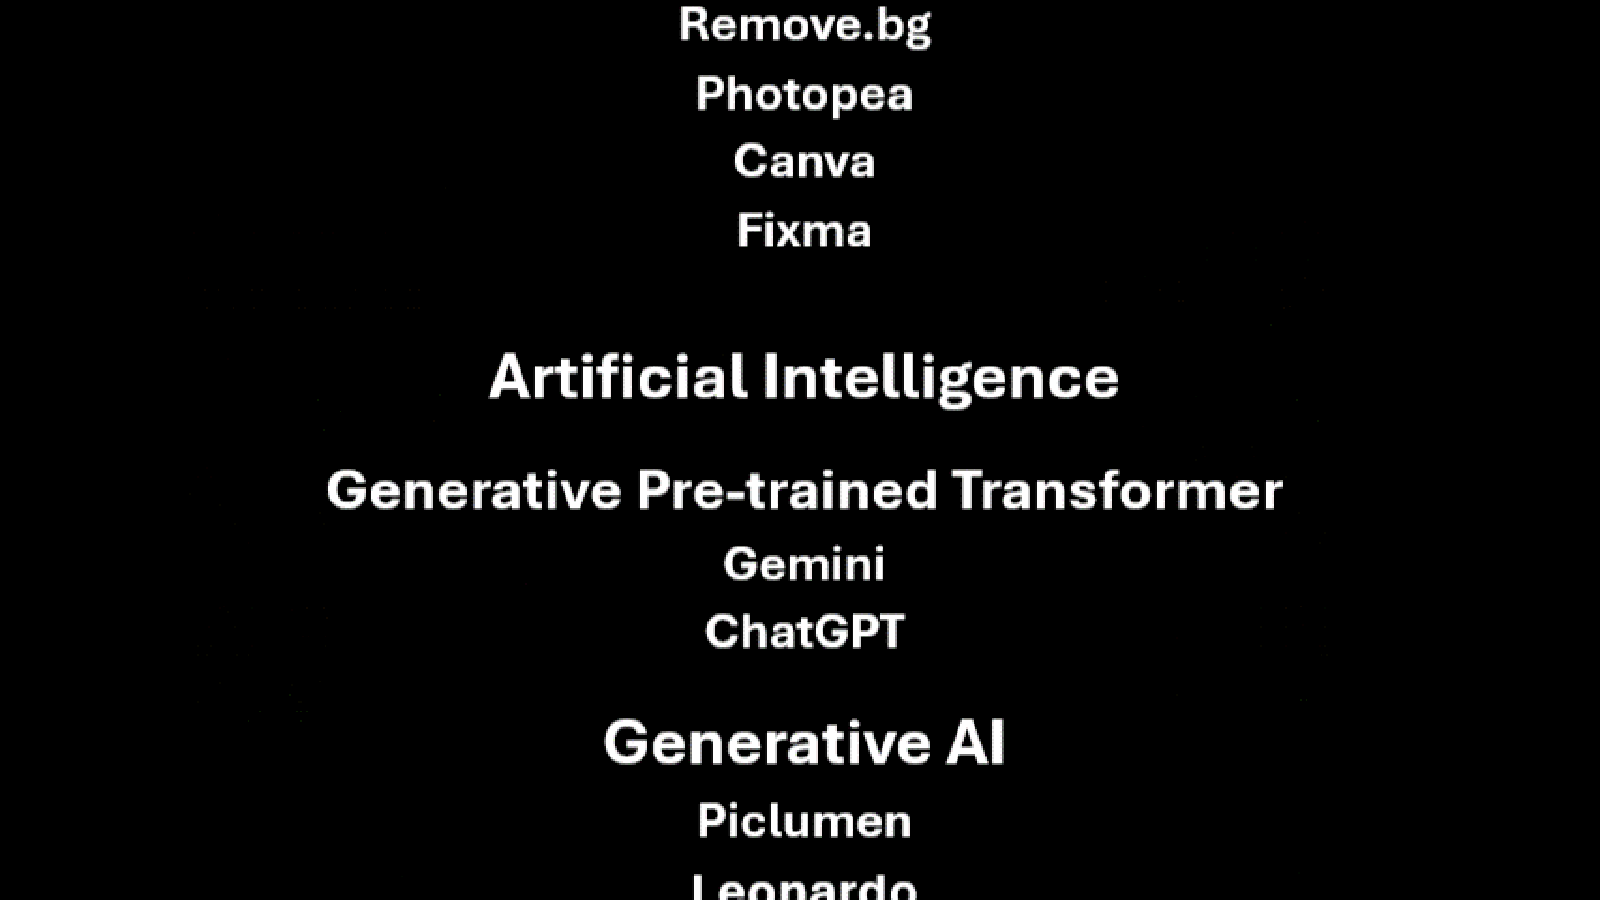 Remove.bg
Photopea
Canva
Fixma
Artificial Intelligence
Generative Pre-trained Transformer
Gemini
ChatGPT
Generative AI
Piclumen
Leonardo